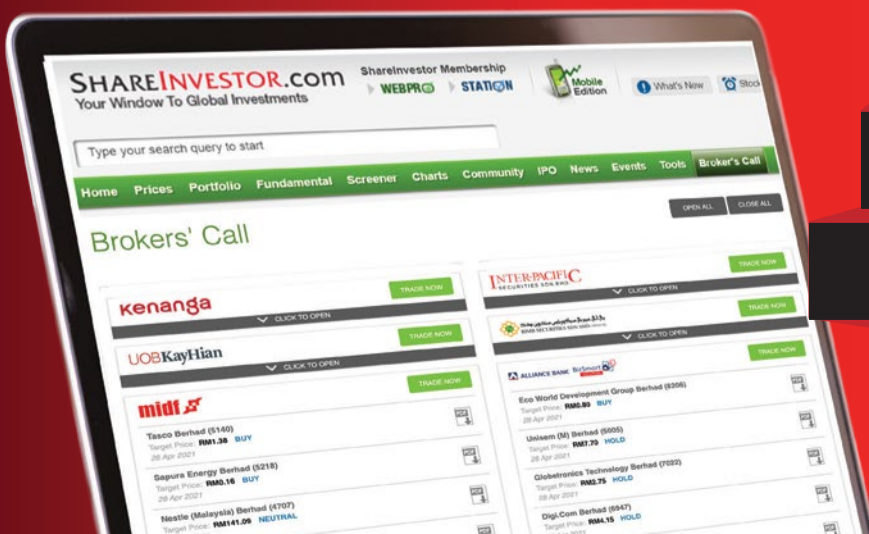 SHAREINVESTOR.com
Your Window To Global Investments
ShareInvestor Membership
WEBPRO STATION
Mobile
Edition
What's New
Stoc
Type your search query to start
Home Prices Portfolio Fundamental Screener Charts Community IPO News Events Tools Broker's Call
OPEN ALL CLOSE ALL
Brokers' Call
Kenanga
TRADE NOW
CLICK TO OPEN
UOBKayHian
TRADE NOW
CLICK TO OPEN
midf
TRADE NOW
Tasco Berhad (5140)
Target Price: RM1.38 BUY
28 Apr 2021
Sapura Energy Berhad (5218)
Target Price: RM0.16 BUY
28 Apr 2021
Nestle (Malaysia) Berhad (4707)
Target Price: RM141.09 NEUTRAL
INTER-PACIFIC
SECURITIES SDN BHD
TRADE NOW
CLICK TO OPEN
TRADE NOW
CLICK TO OPEN
ALLIANCE BANK BizSmart
TRADE NOW
Eco World Development Group Berhad (8206)
Target Price: RM0.80 BUY
28 Apr 2021
Unisem (M) Berhad (5005)
Target Price: RM7.70 HOLD
28 Apr 2021
Globetronics Technology Berhad (7022)
Target Price: RM2.75 HOLD
28 Apr 2021
Digi.Com Berhad (6947)
Target Price: RM4.15 HOLD